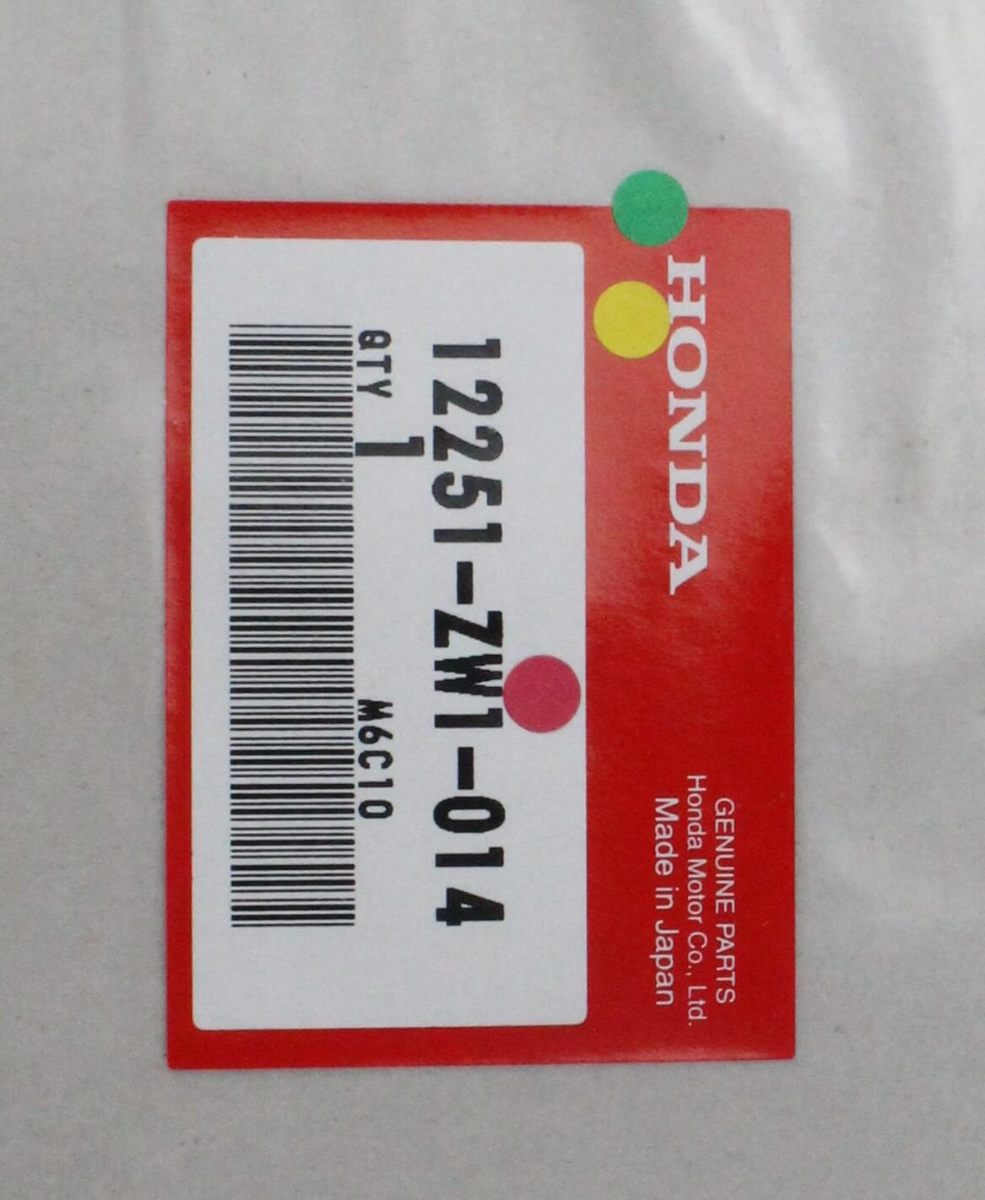 HONDA
GENUINE PARTS
Honda Motor Co., Ltd.
Made in Japan
12251-ZW1-014
QTY 1 M6C10